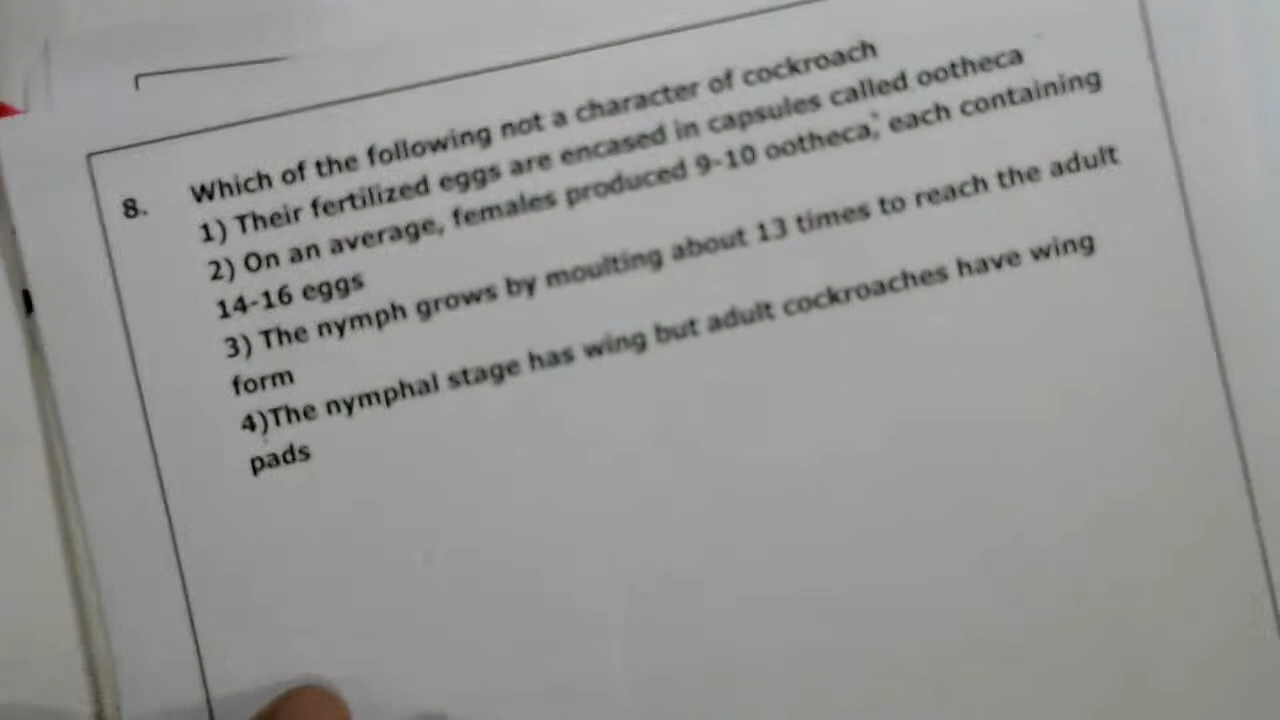 8. Which of the following not a character of cockroach
1) Their fertilized eggs are encased in capsules called ootheca
2) On an average, females produced 9-10 ootheca, each containing
14-16 eggs
3) The nymph grows by moulting about 13 times to reach the adult
form
4)The nymphal stage has wing but adult cockroaches have wing
pads